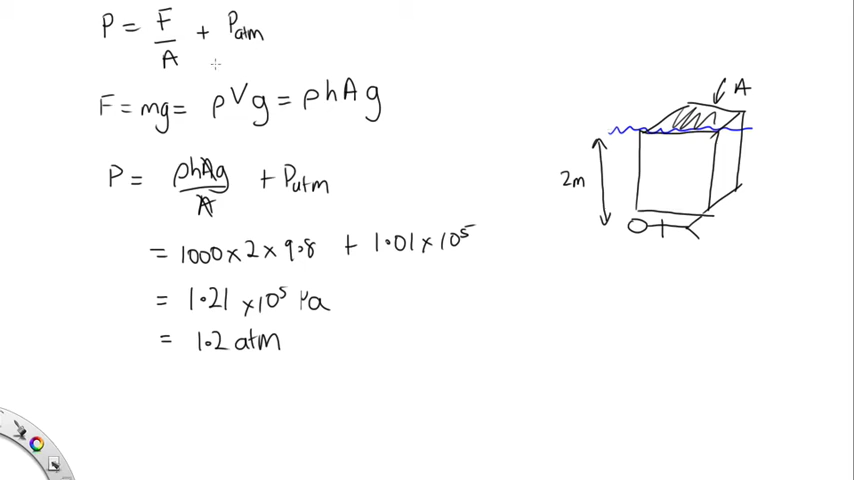 P = F/A + Patm
F = mg = ρVg = ρhAg
P = ρhAg/A + Patm
= 1000 × 2 × 9.8 + 1.01 × 10⁵
= 1.21 × 10⁵ Pa
= 1.2 atm
A
2m